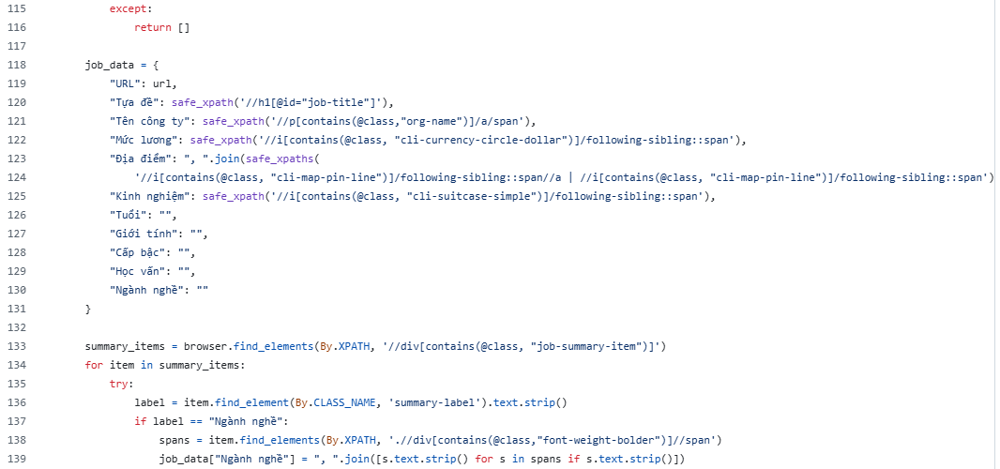 115             except:
116                 return []
117
118         job_data = {
119             "URL": url,
120             "Tựa đề": safe_xpath('//h1[@id="job-title"]'),
121             "Tên công ty": safe_xpath('//p[contains(@class,"org-name")]/a/span'),
122             "Mức lương": safe_xpath('//i[contains(@class, "cli-currency-circle-dollar")]/following-sibling::span'),
123             "Địa điểm": ", ".join(safe_xpaths(
124                 '//i[contains(@class, "cli-map-pin-line")]/following-sibling::span//a | //i[contains(@class, "cli-map-pin-line")]/following-sibling::span')
125             "Kinh nghiệm": safe_xpath('//i[contains(@class, "cli-suitcase-simple")]/following-sibling::span'),
126             "Tuổi": "",
127             "Giới tính": "",
128             "Cấp bậc": "",
129             "Học vấn": "",
130             "Ngành nghề": ""
131         }
132
133         summary_items = browser.find_elements(By.XPATH, '//div[contains(@class, "job-summary-item")]')
134         for item in summary_items:
135             try:
136                 label = item.find_element(By.CLASS_NAME, 'summary-label').text.strip()
137                 if label == "Ngành nghề":
138                     spans = item.find_elements(By.XPATH, './/div[contains(@class,"font-weight-bolder")]//span')
139                     job_data["Ngành nghề"] = ", ".join([s.text.strip() for s in spans if s.text.strip()])